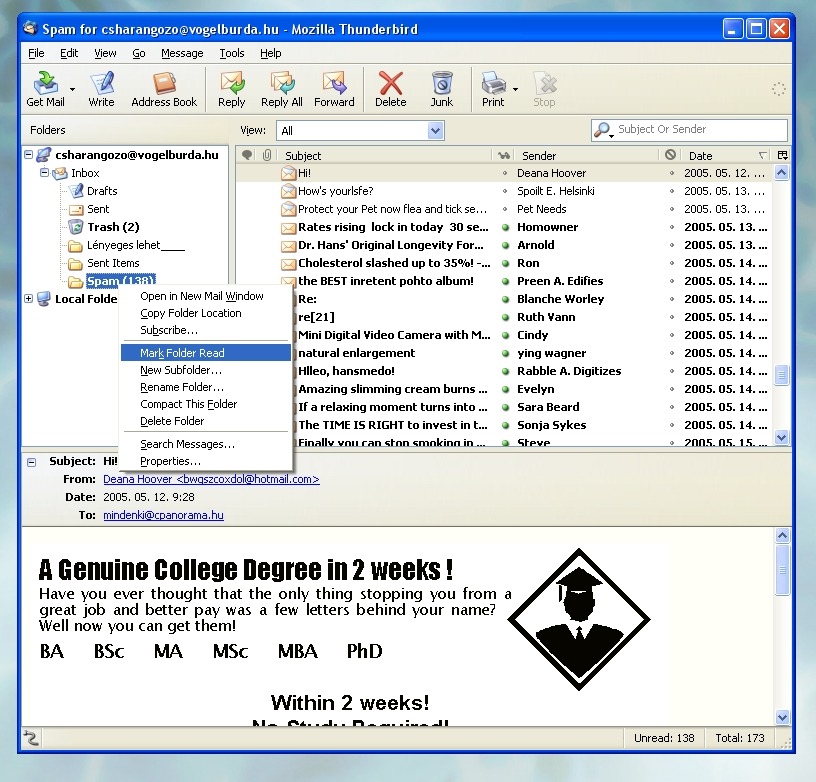 Spam for csharangozo@vogelburda.hu - Mozilla Thunderbird
File Edit View Go Message Tools Help
Get Mail Write Address Book Reply Reply All Forward Delete Junk Print Stop
Folders View: All Subject Or Sender
csharangozo@vogelburda.hu
Inbox
Drafts
Sent
Trash (2)
Lényeges lehet____
Sent Items
Spam (138)
Local Folde
Open in New Mail Window
Copy Folder Location
Subscribe...
Mark Folder Read
New Subfolder...
Rename Folder...
Compact This Folder
Delete Folder
Search Messages...
Properties...
Subject Sender Date
Hi! Deana Hoover 2005. 05. 12. ...
How's yourlsfe? Spoilt E. Helsinki 2005. 05. 13. ...
Protect your Pet now flea and tick se... Pet Needs 2005. 05. 13. ...
Rates rising lock in today 30 se... Homowner 2005. 05. 13. ...
Dr. Hans' Original Longevity For... Arnold 2005. 05. 13. ...
Cholesterol slashed up to 35%! -... Ron 2005. 05. 14. ...
the BEST inretent pohto album! Preen A. Edifies 2005. 05. 14. ...
Re: Blanche Worley 2005. 05. 14. ...
re[21] Ruth Vann 2005. 05. 14. ...
Mini Digital Video Camera with M... Cindy 2005. 05. 14. ...
natural enlargement ying wagner 2005. 05. 14. ...
Hlleo, hansmedo! Rabble A. Digitizes 2005. 05. 14. ...
Amazing slimming cream burns ... Evelyn 2005. 05. 14. ...
If a relaxing moment turns into ... Sara Beard 2005. 05. 14. ...
The TIME IS RIGHT to invest in t... Sonja Sykes 2005. 05. 14. ...
Finally you can stop smoking in ... Steve 2005. 05. 15. ...
Subject: Hi!
From: Deana Hoover <bwgszcoxdol@hotmail.com>
Date: 2005. 05. 12. 9:28
To: mindenki@cpanorama.hu
A Genuine College Degree in 2 weeks !
Have you ever thought that the only thing stopping you from a
great job and better pay was a few letters behind your name?
Well now you can get them!
BA BSc MA MSc MBA PhD
Within 2 weeks!
No Study Required!
Unread: 138 Total: 173